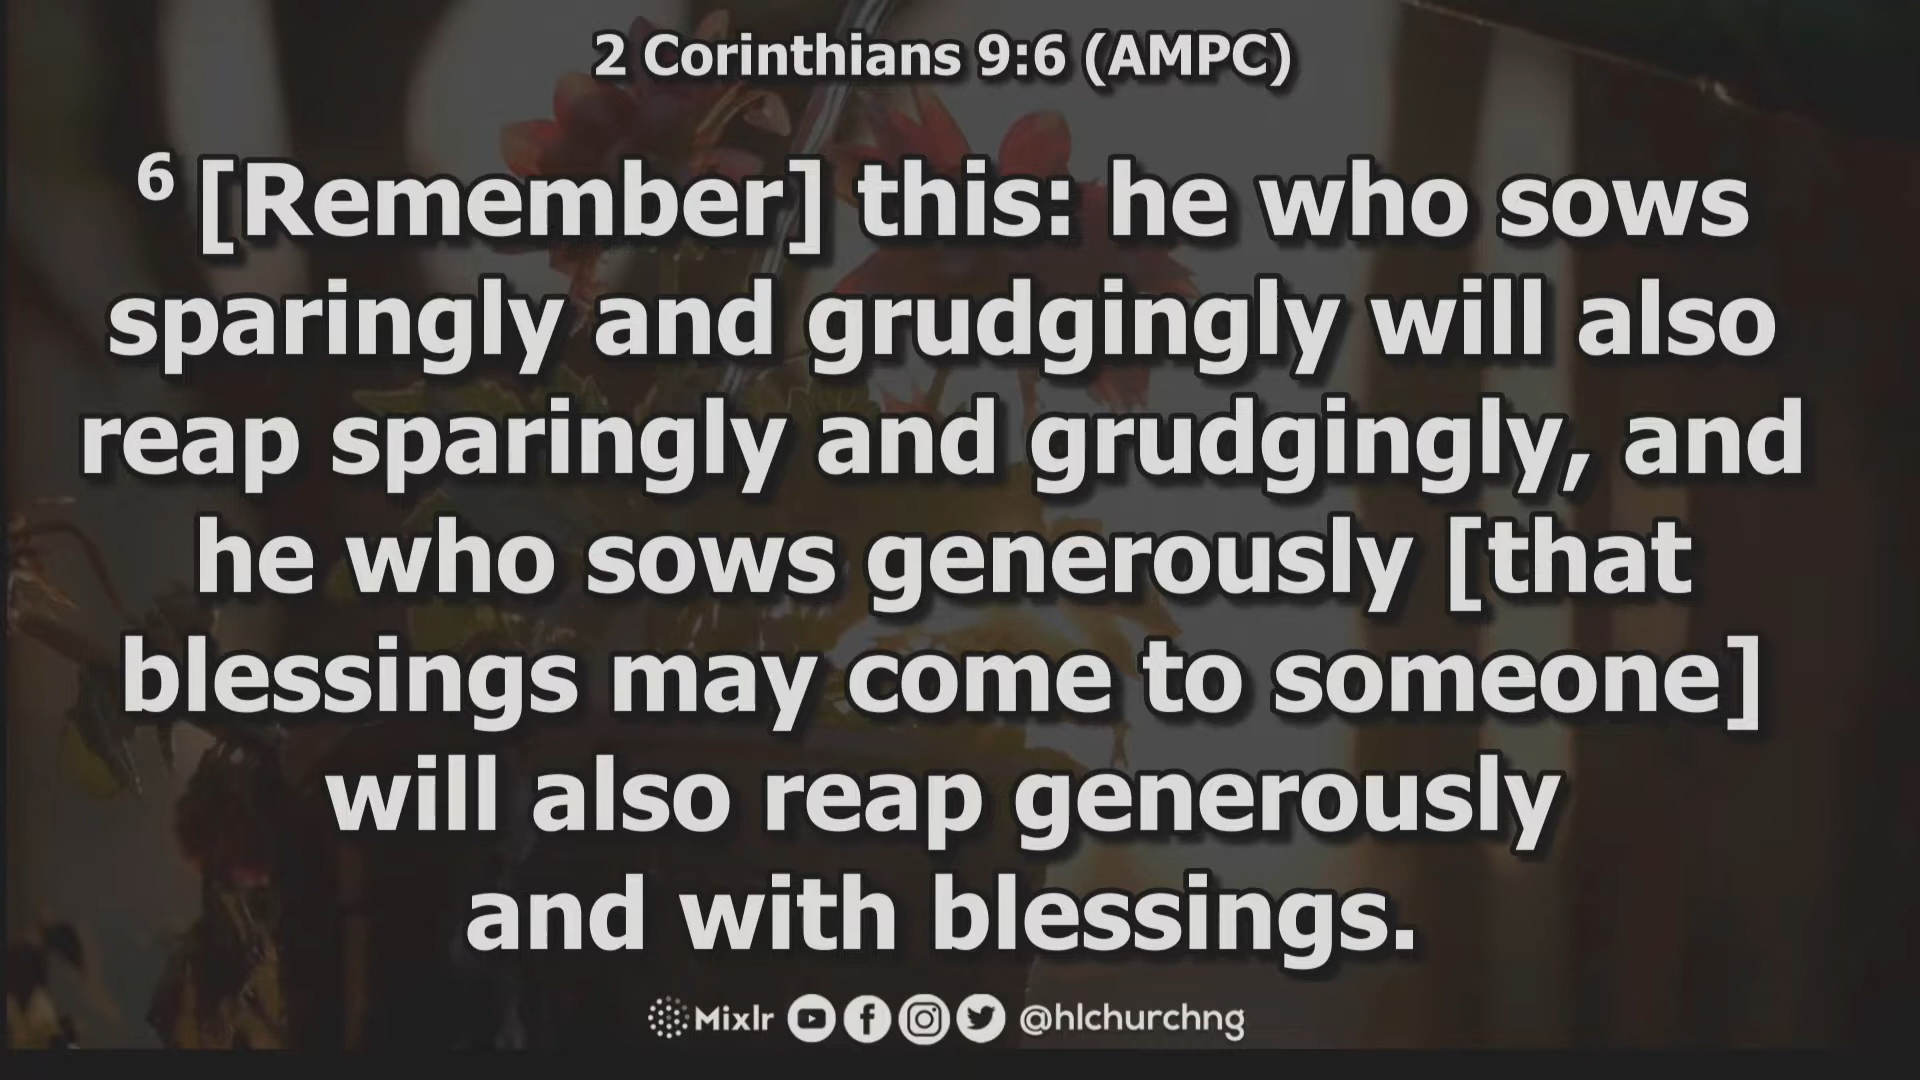 2 Corinthians 9:6 (AMPC)
6 [Remember] this: he who sows
sparingly and grudgingly will also
reap sparingly and grudgingly, and
he who sows generously [that
blessings may come to someone]
will also reap generously
and with blessings.
Mixlr @hlchurchng